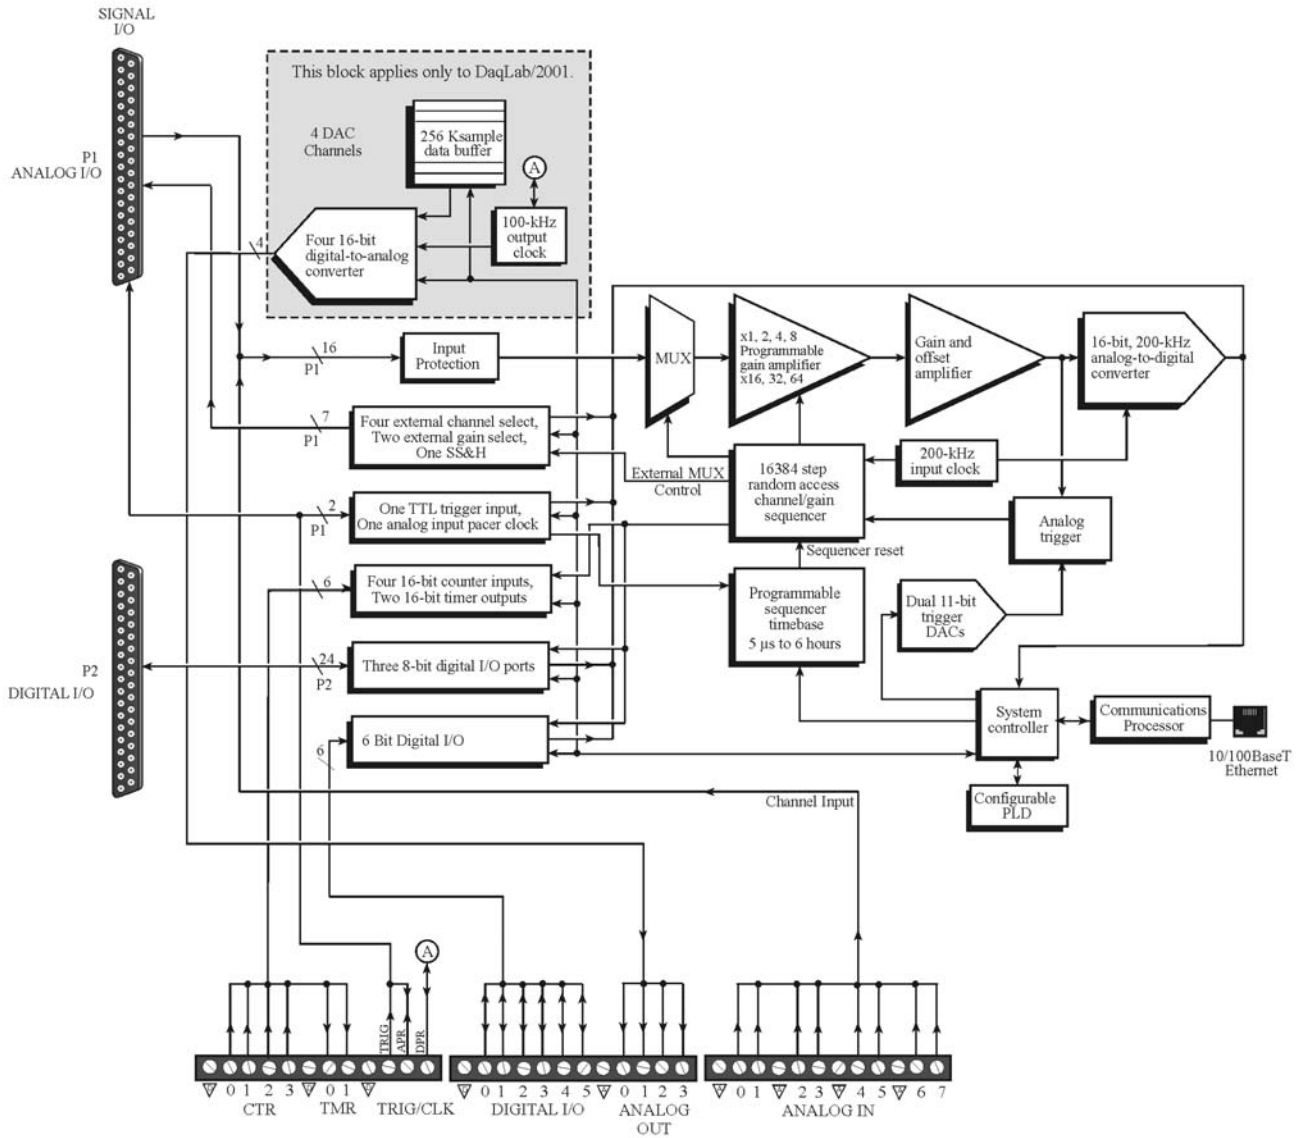 SIGNAL
I/O
P1
ANALOG I/O
This block applies only to DaqLab/2001.
4 DAC
Channels
256 Ksample
data buffer
A
100-kHz
output
clock
Four 16-bit
digital-to-analog
converter
4
16
P1
Input
Protection
MUX
x1, 2, 4, 8
Programmable
gain amplifier
x16, 32, 64
Gain and
offset
amplifier
16-bit, 200-kHz
analog-to-digital
converter
7
P1
Four external channel select,
Two external gain select,
One SS&H
External MUX
Control
16384 step
random access
channel/gain
sequencer
200-kHz
input clock
2
P1
One TTL trigger input,
One analog input pacer clock
Analog
trigger
Sequencer reset
6
Four 16-bit counter inputs,
Two 16-bit timer outputs
Programmable
sequencer
timebase
5 µs to 6 hours
Dual 11-bit
trigger
DACs
P2
DIGITAL I/O
24
P2
Three 8-bit digital I/O ports
6
6 Bit Digital I/O
System
controller
Communications
Processor
10/100BaseT
Ethernet
Configurable
PLD
Channel Input
A
TRIG
APR
DPR
0 1 2 3 0 1
CTR TMR TRIG/CLK
0 1 2 3 4 5 0 1 2 3
DIGITAL I/O ANALOG
OUT
0 1 2 3 4 5 6 7
ANALOG IN